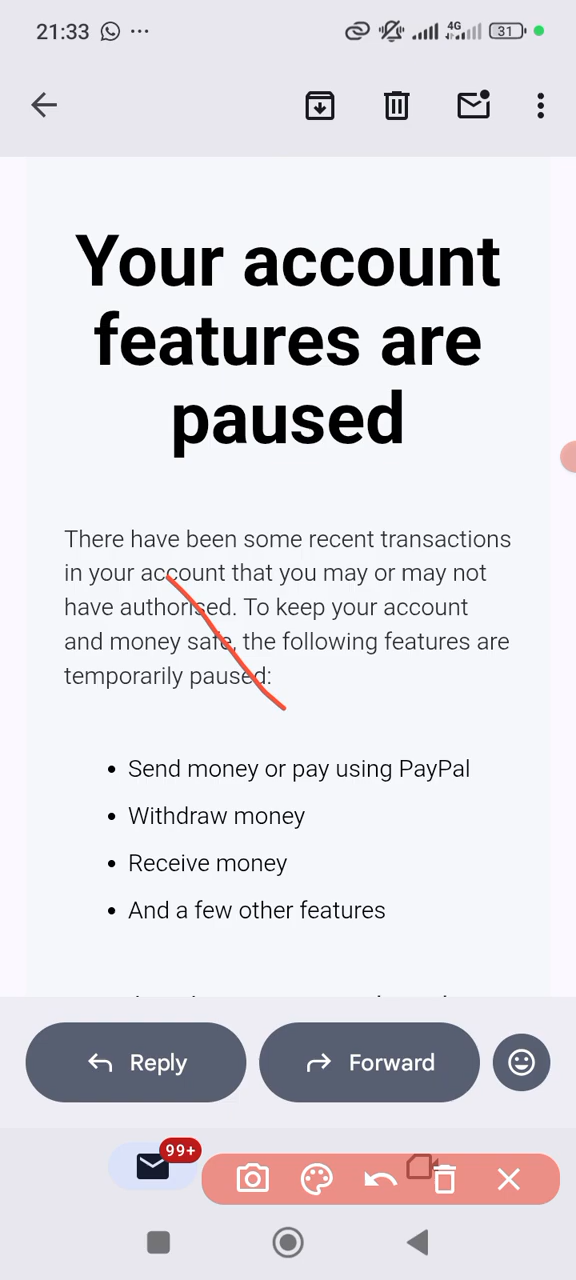 21:33
4G
31
Your account
features are
paused
There have been some recent transactions
in your account that you may or may not
have authorised. To keep your account
and money safe, the following features are
temporarily paused:
• Send money or pay using PayPal
• Withdraw money
• Receive money
• And a few other features
Reply
Forward
99+